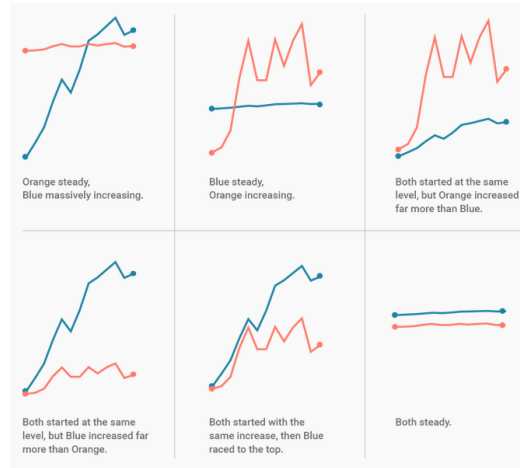 Orange steady,
Blue massively increasing.
Blue steady,
Orange increasing.
Both started at the same
level, but Orange increased
far more than Blue.
Both started at the same
level, but Blue increased far
more than Orange.
Both started with the
same increase, then Blue
raced to the top.
Both steady.